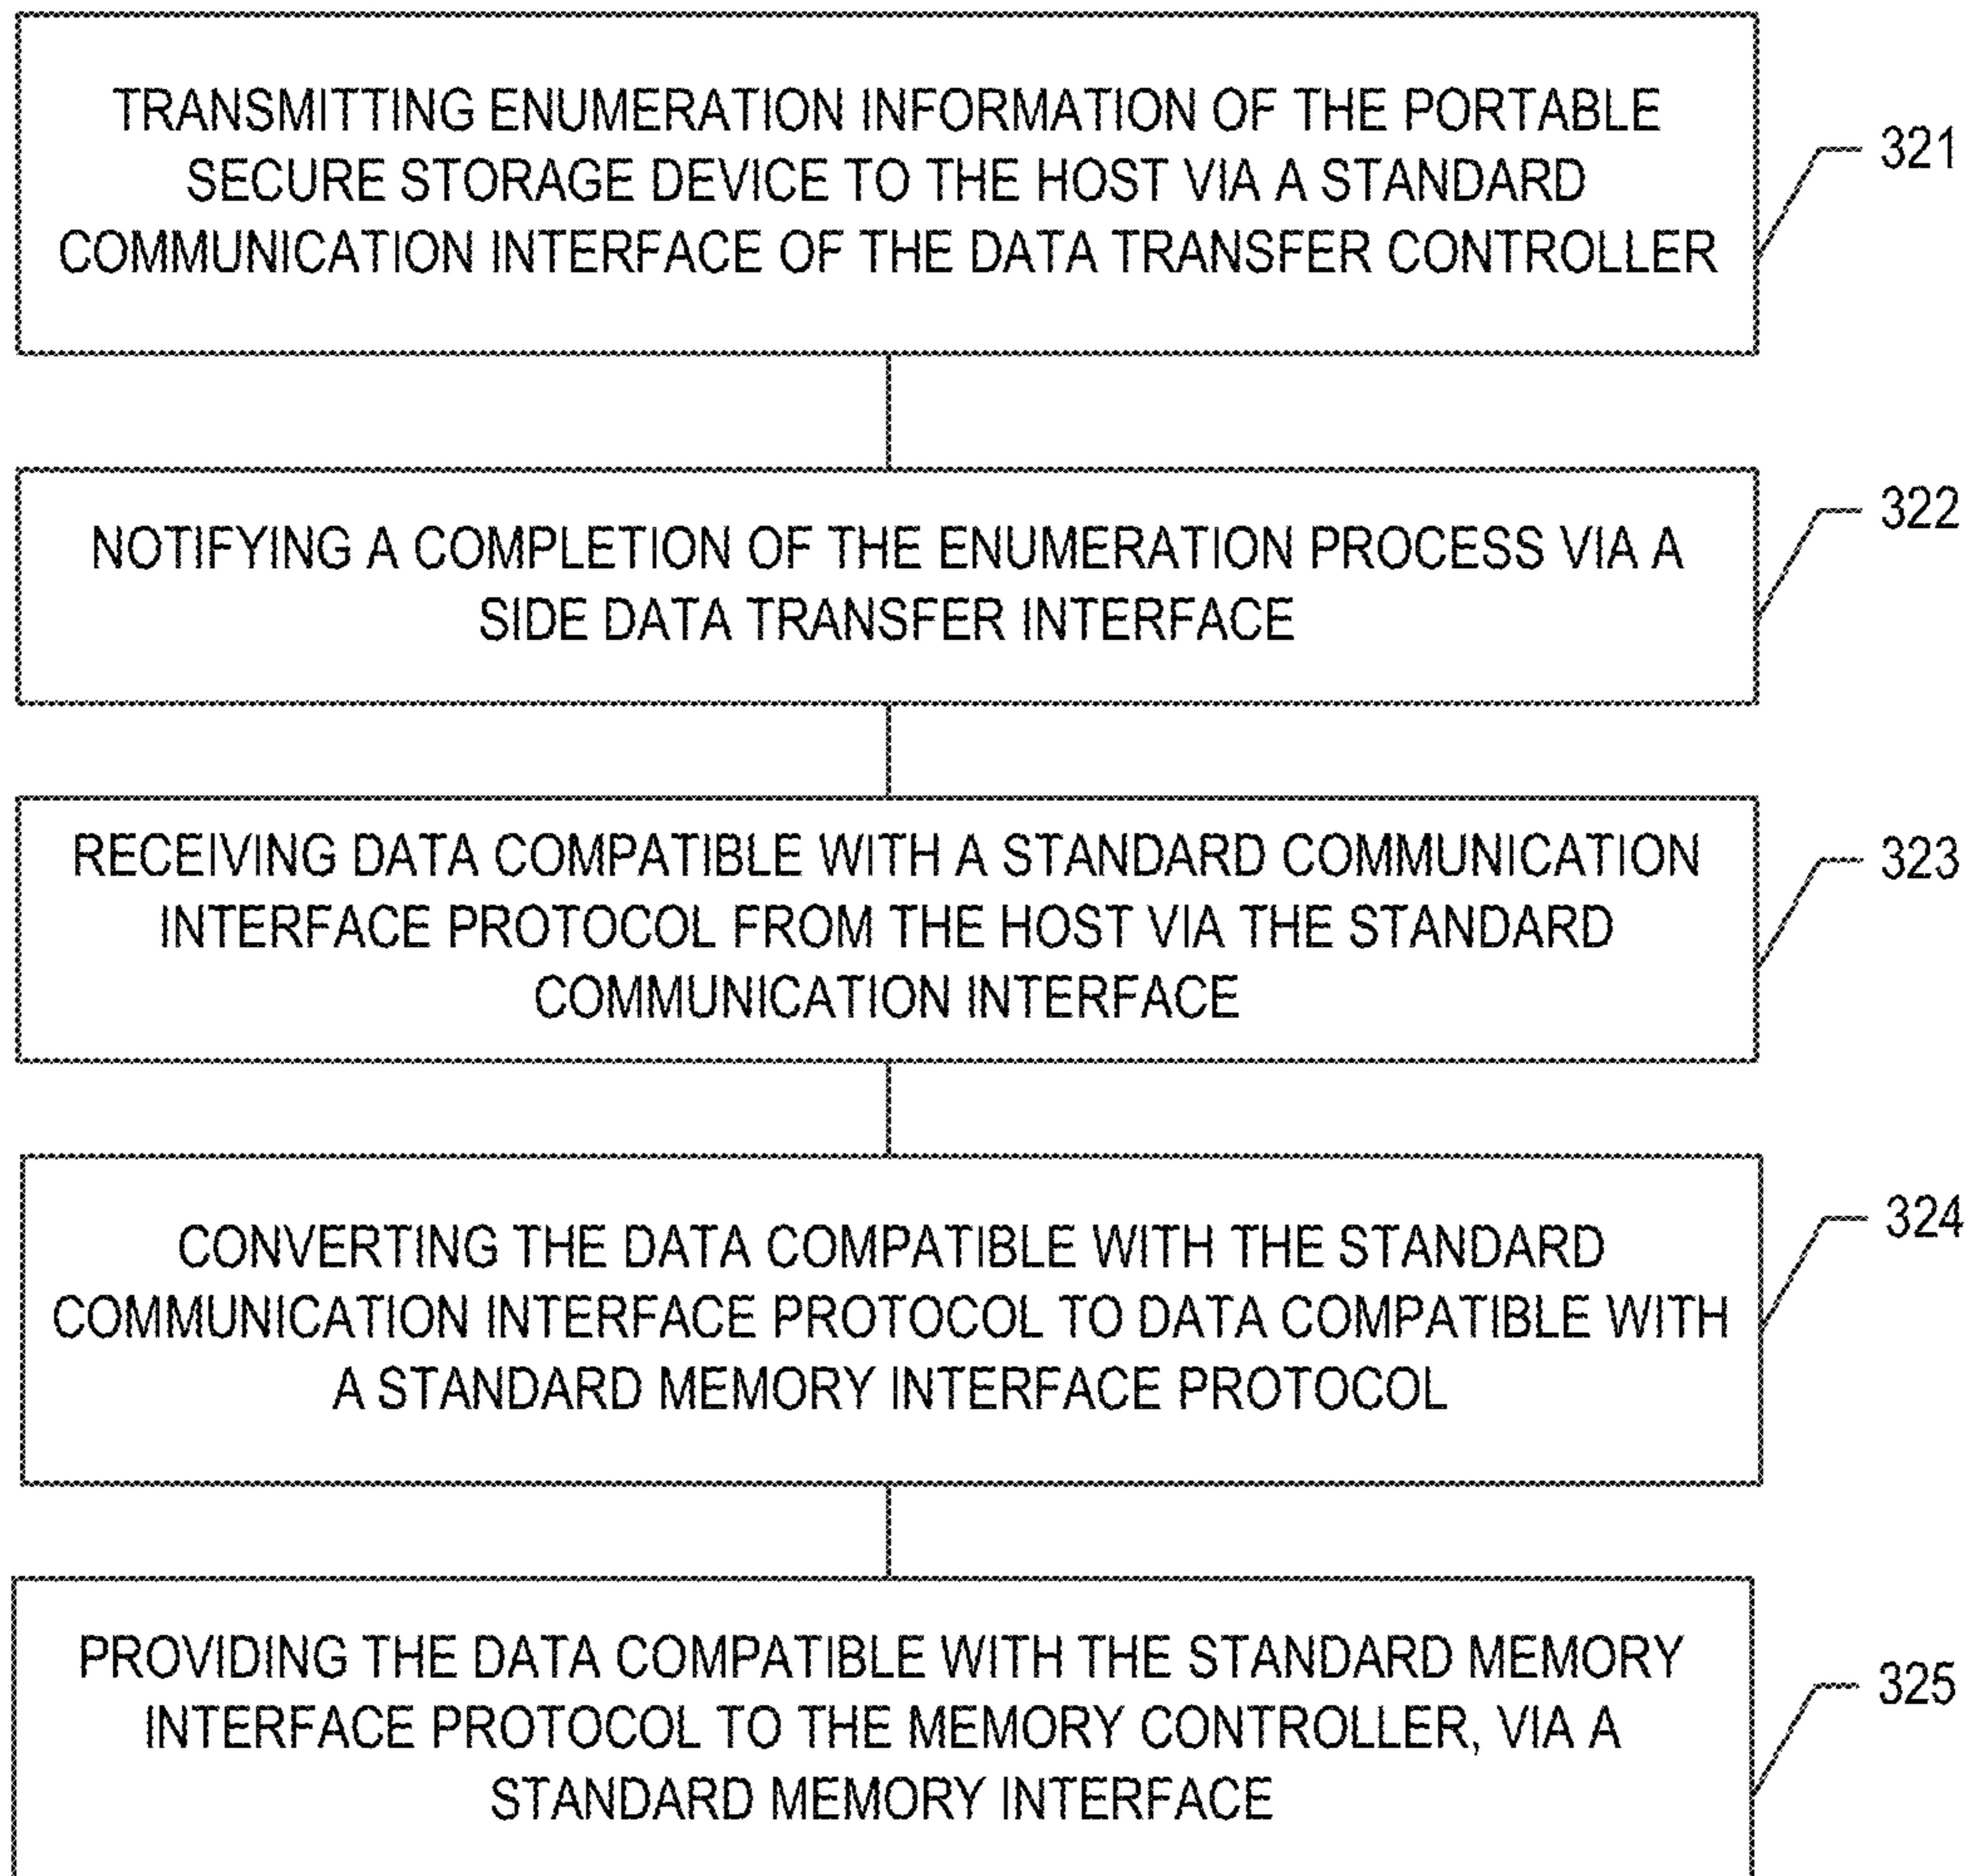 TRANSMITTING ENUMERATION INFORMATION OF THE PORTABLE
SECURE STORAGE DEVICE TO THE HOST VIA A STANDARD
COMMUNICATION INTERFACE OF THE DATA TRANSFER CONTROLLER
321
NOTIFYING A COMPLETION OF THE ENUMERATION PROCESS VIA A
SIDE DATA TRANSFER INTERFACE
322
RECEIVING DATA COMPATIBLE WITH A STANDARD COMMUNICATION
INTERFACE PROTOCOL FROM THE HOST VIA THE STANDARD
COMMUNICATION INTERFACE
323
CONVERTING THE DATA COMPATIBLE WITH THE STANDARD
COMMUNICATION INTERFACE PROTOCOL TO DATA COMPATIBLE WITH
A STANDARD MEMORY INTERFACE PROTOCOL
324
PROVIDING THE DATA COMPATIBLE WITH THE STANDARD MEMORY
INTERFACE PROTOCOL TO THE MEMORY CONTROLLER, VIA A
STANDARD MEMORY INTERFACE
325